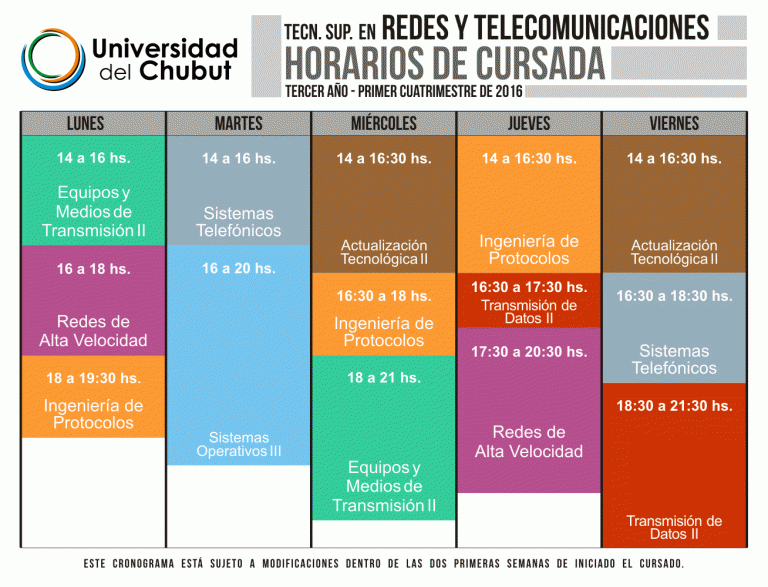 Universidad
del Chubut
TECN. SUP. EN REDES Y TELECOMUNICACIONES
HORARIOS DE CURSADA
TERCER AÑO - PRIMER CUATRIMESTRE DE 2016
LUNES
14 a 16 hs.
Equipos y
Medios de
Transmisión II
16 a 18 hs.
Redes de
Alta Velocidad
18 a 19:30 hs.
Ingeniería de
Protocolos
MARTES
14 a 16 hs.
Sistemas
Telefónicos
16 a 20 hs.
Sistemas
Operativos III
MIÉRCOLES
14 a 16:30 hs.
Actualización
Tecnológica II
16:30 a 18 hs.
Ingeniería de
Protocolos
18 a 21 hs.
Equipos y
Medios de
Transmisión II
JUEVES
14 a 16:30 hs.
Ingeniería de
Protocolos
16:30 a 17:30 hs.
Transmisión de
Datos II
17:30 a 20:30 hs.
Redes de
Alta Velocidad
VIERNES
14 a 16:30 hs.
Actualización
Tecnológica II
16:30 a 18:30 hs.
Sistemas
Telefónicos
18:30 a 21:30 hs.
Transmisión de
Datos II
ESTE CRONOGRAMA ESTÁ SUJETO A MODIFICACIONES DENTRO DE LAS DOS PRIMERAS SEMANAS DE INICIADO EL CURSADO.